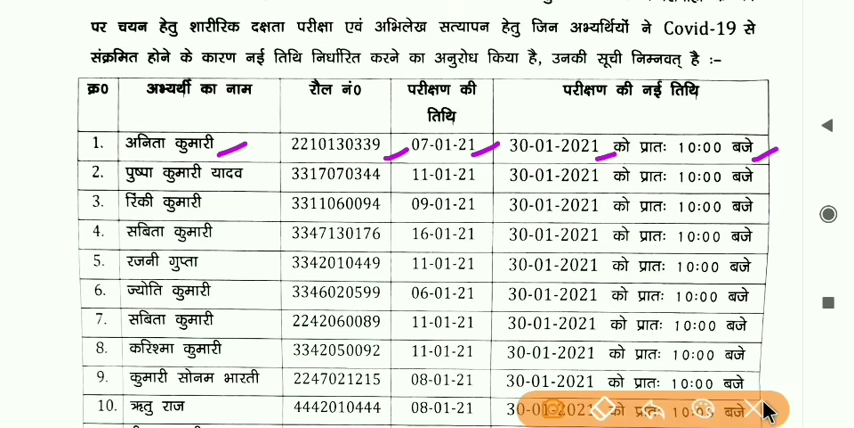 पर चयन हेतु शारीरिक दक्षता परीक्षा एवं अभिलेख सत्यापन हेतु जिन अभ्यर्थियों ने Covid-19 से
संक्रमित होने के कारण नई तिथि निर्धारित करने का अनुरोध किया है, उनकी सूची निम्नवत् है :–
क्र० अभ्यर्थी का नाम रौल नं० परीक्षण की तिथि परीक्षण की नई तिथि
1. अनिता कुमारी 2210130339 07-01-21 30-01-2021 को प्रातः 10:00 बजे
2. पुष्पा कुमारी यादव 3317070344 11-01-21 30-01-2021 को प्रातः 10:00 बजे
3. रिंकी कुमारी 3311060094 09-01-21 30-01-2021 को प्रातः 10:00 बजे
4. सबिता कुमारी 3347130176 16-01-21 30-01-2021 को प्रातः 10:00 बजे
5. रजनी गुप्ता 3342010449 11-01-21 30-01-2021 को प्रातः 10:00 बजे
6. ज्योति कुमारी 3346020599 06-01-21 30-01-2021 को प्रातः 10:00 बजे
7. सबिता कुमारी 2242060089 11-01-21 30-01-2021 को प्रातः 10:00 बजे
8. करिश्मा कुमारी 3342050092 11-01-21 30-01-2021 को प्रातः 10:00 बजे
9. कुमारी सोनम भारती 2247021215 08-01-21 30-01-2021 को प्रातः 10:00 बजे
10. ऋतु राज 4442010444 08-01-21 30-01-2021 को बजे